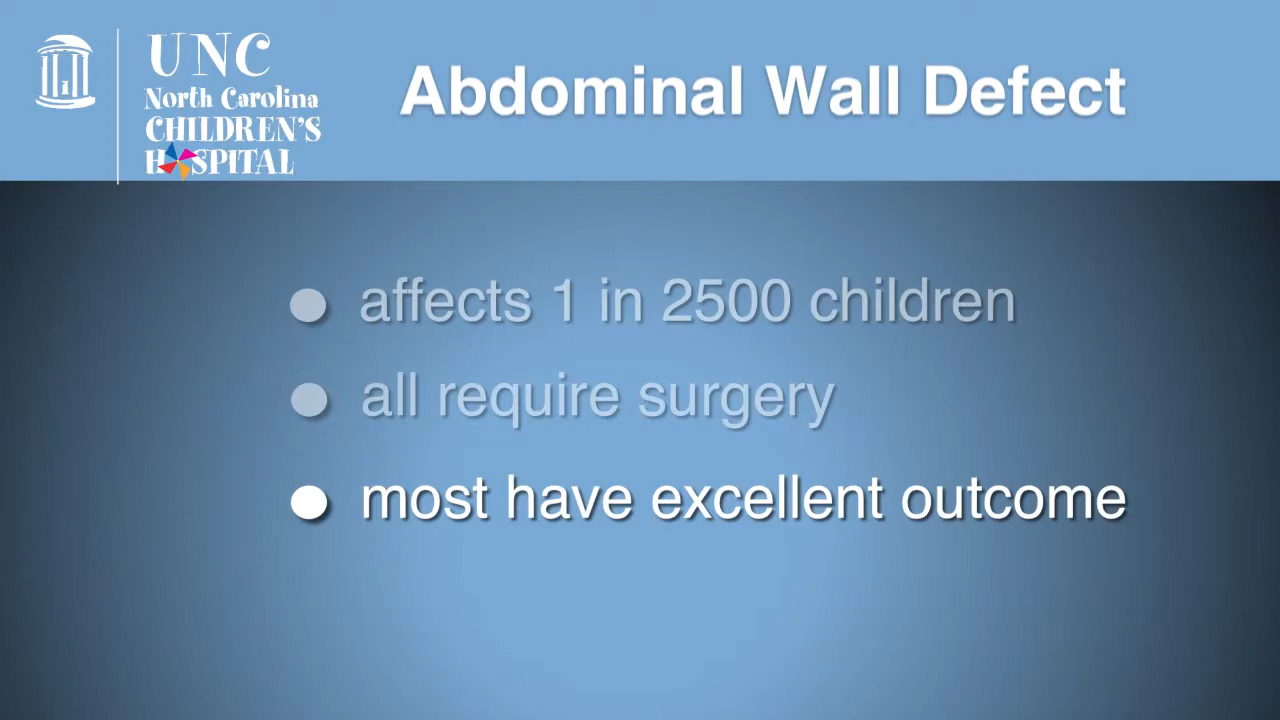 UNC
North Carolina
CHILDREN'S
HOSPITAL
Abdominal Wall Defect
● affects 1 in 2500 children
● all require surgery
● most have excellent outcome